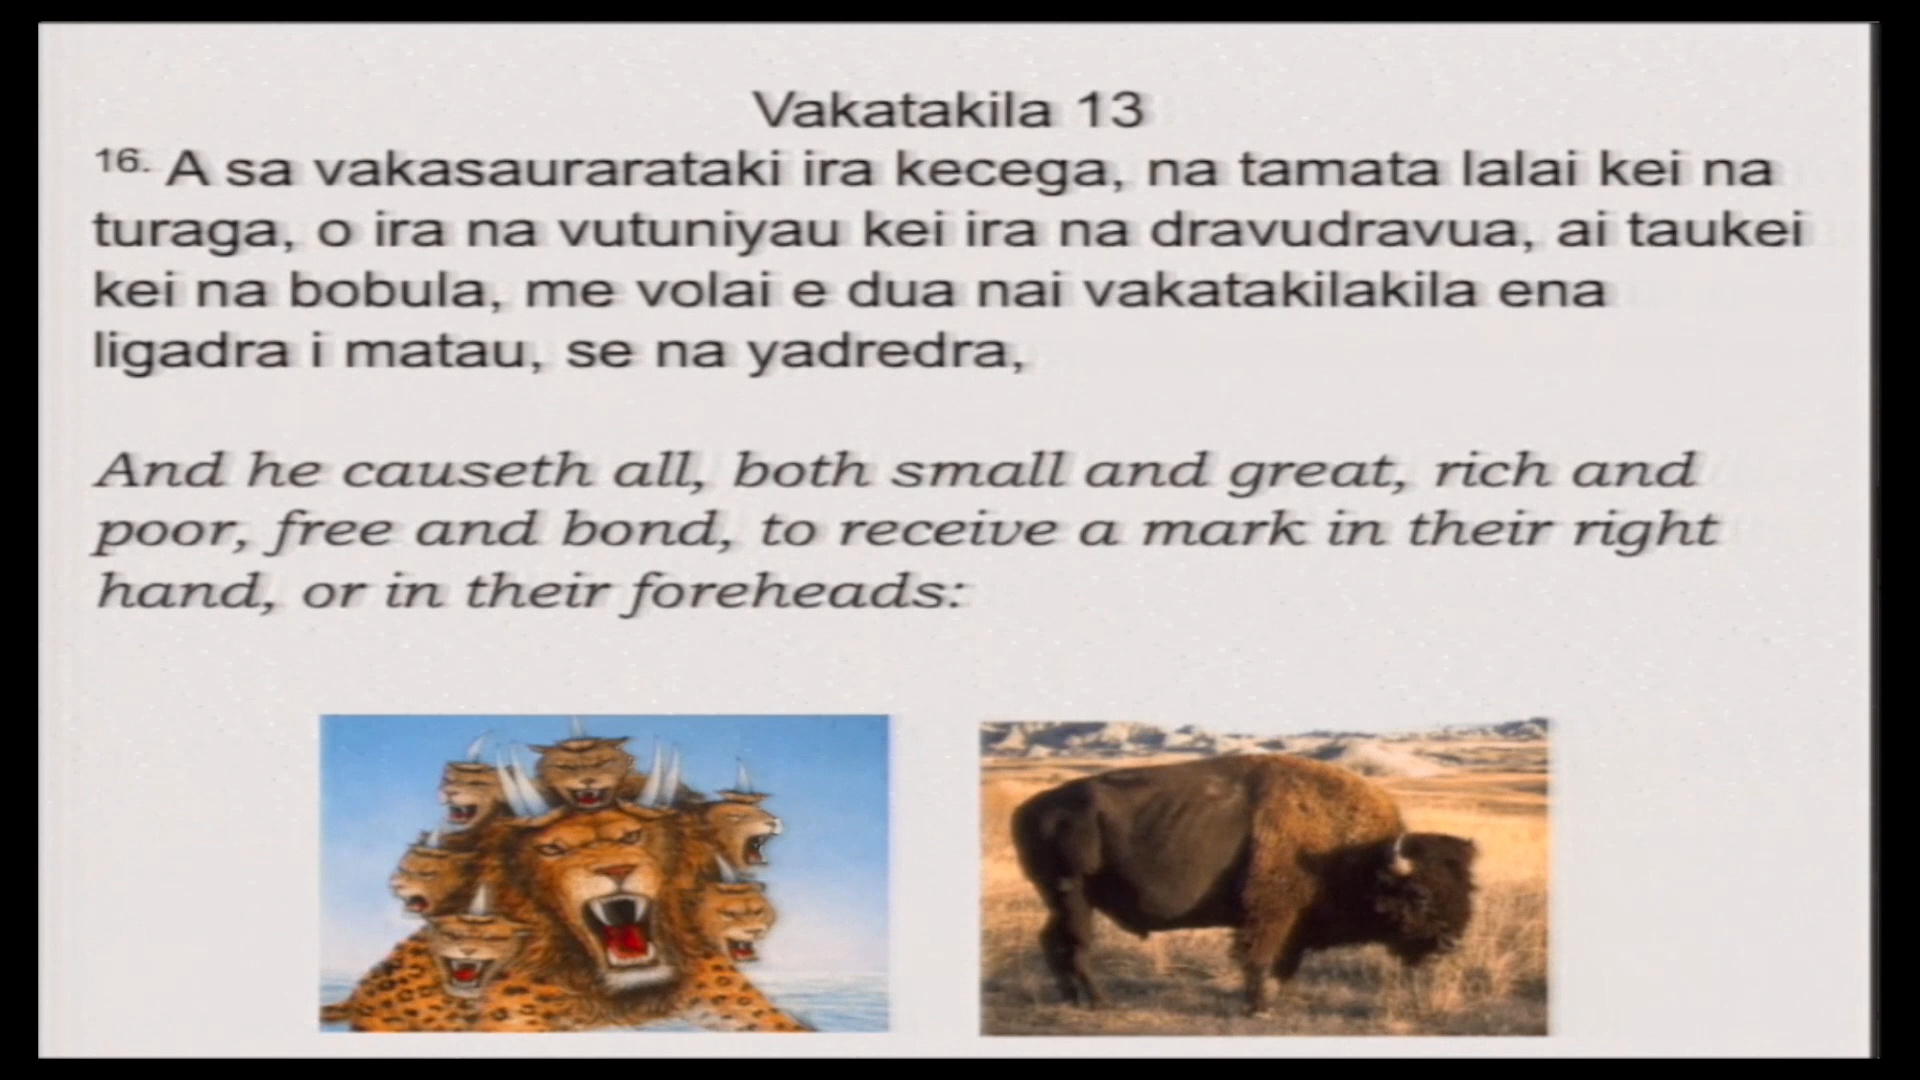 Vakatakila 13
16. A sa vakasaurarataki ira kecega, na tamata lalai kei na
turaga, o ira na vutuniyau kei ira na dravudravua, ai taukei
kei na bobula, me volai e dua nai vakatakilakila ena
ligadra i matau, se na yadredra,
And he causeth all, both small and great, rich and
poor, free and bond, to receive a mark in their right
hand, or in their foreheads: